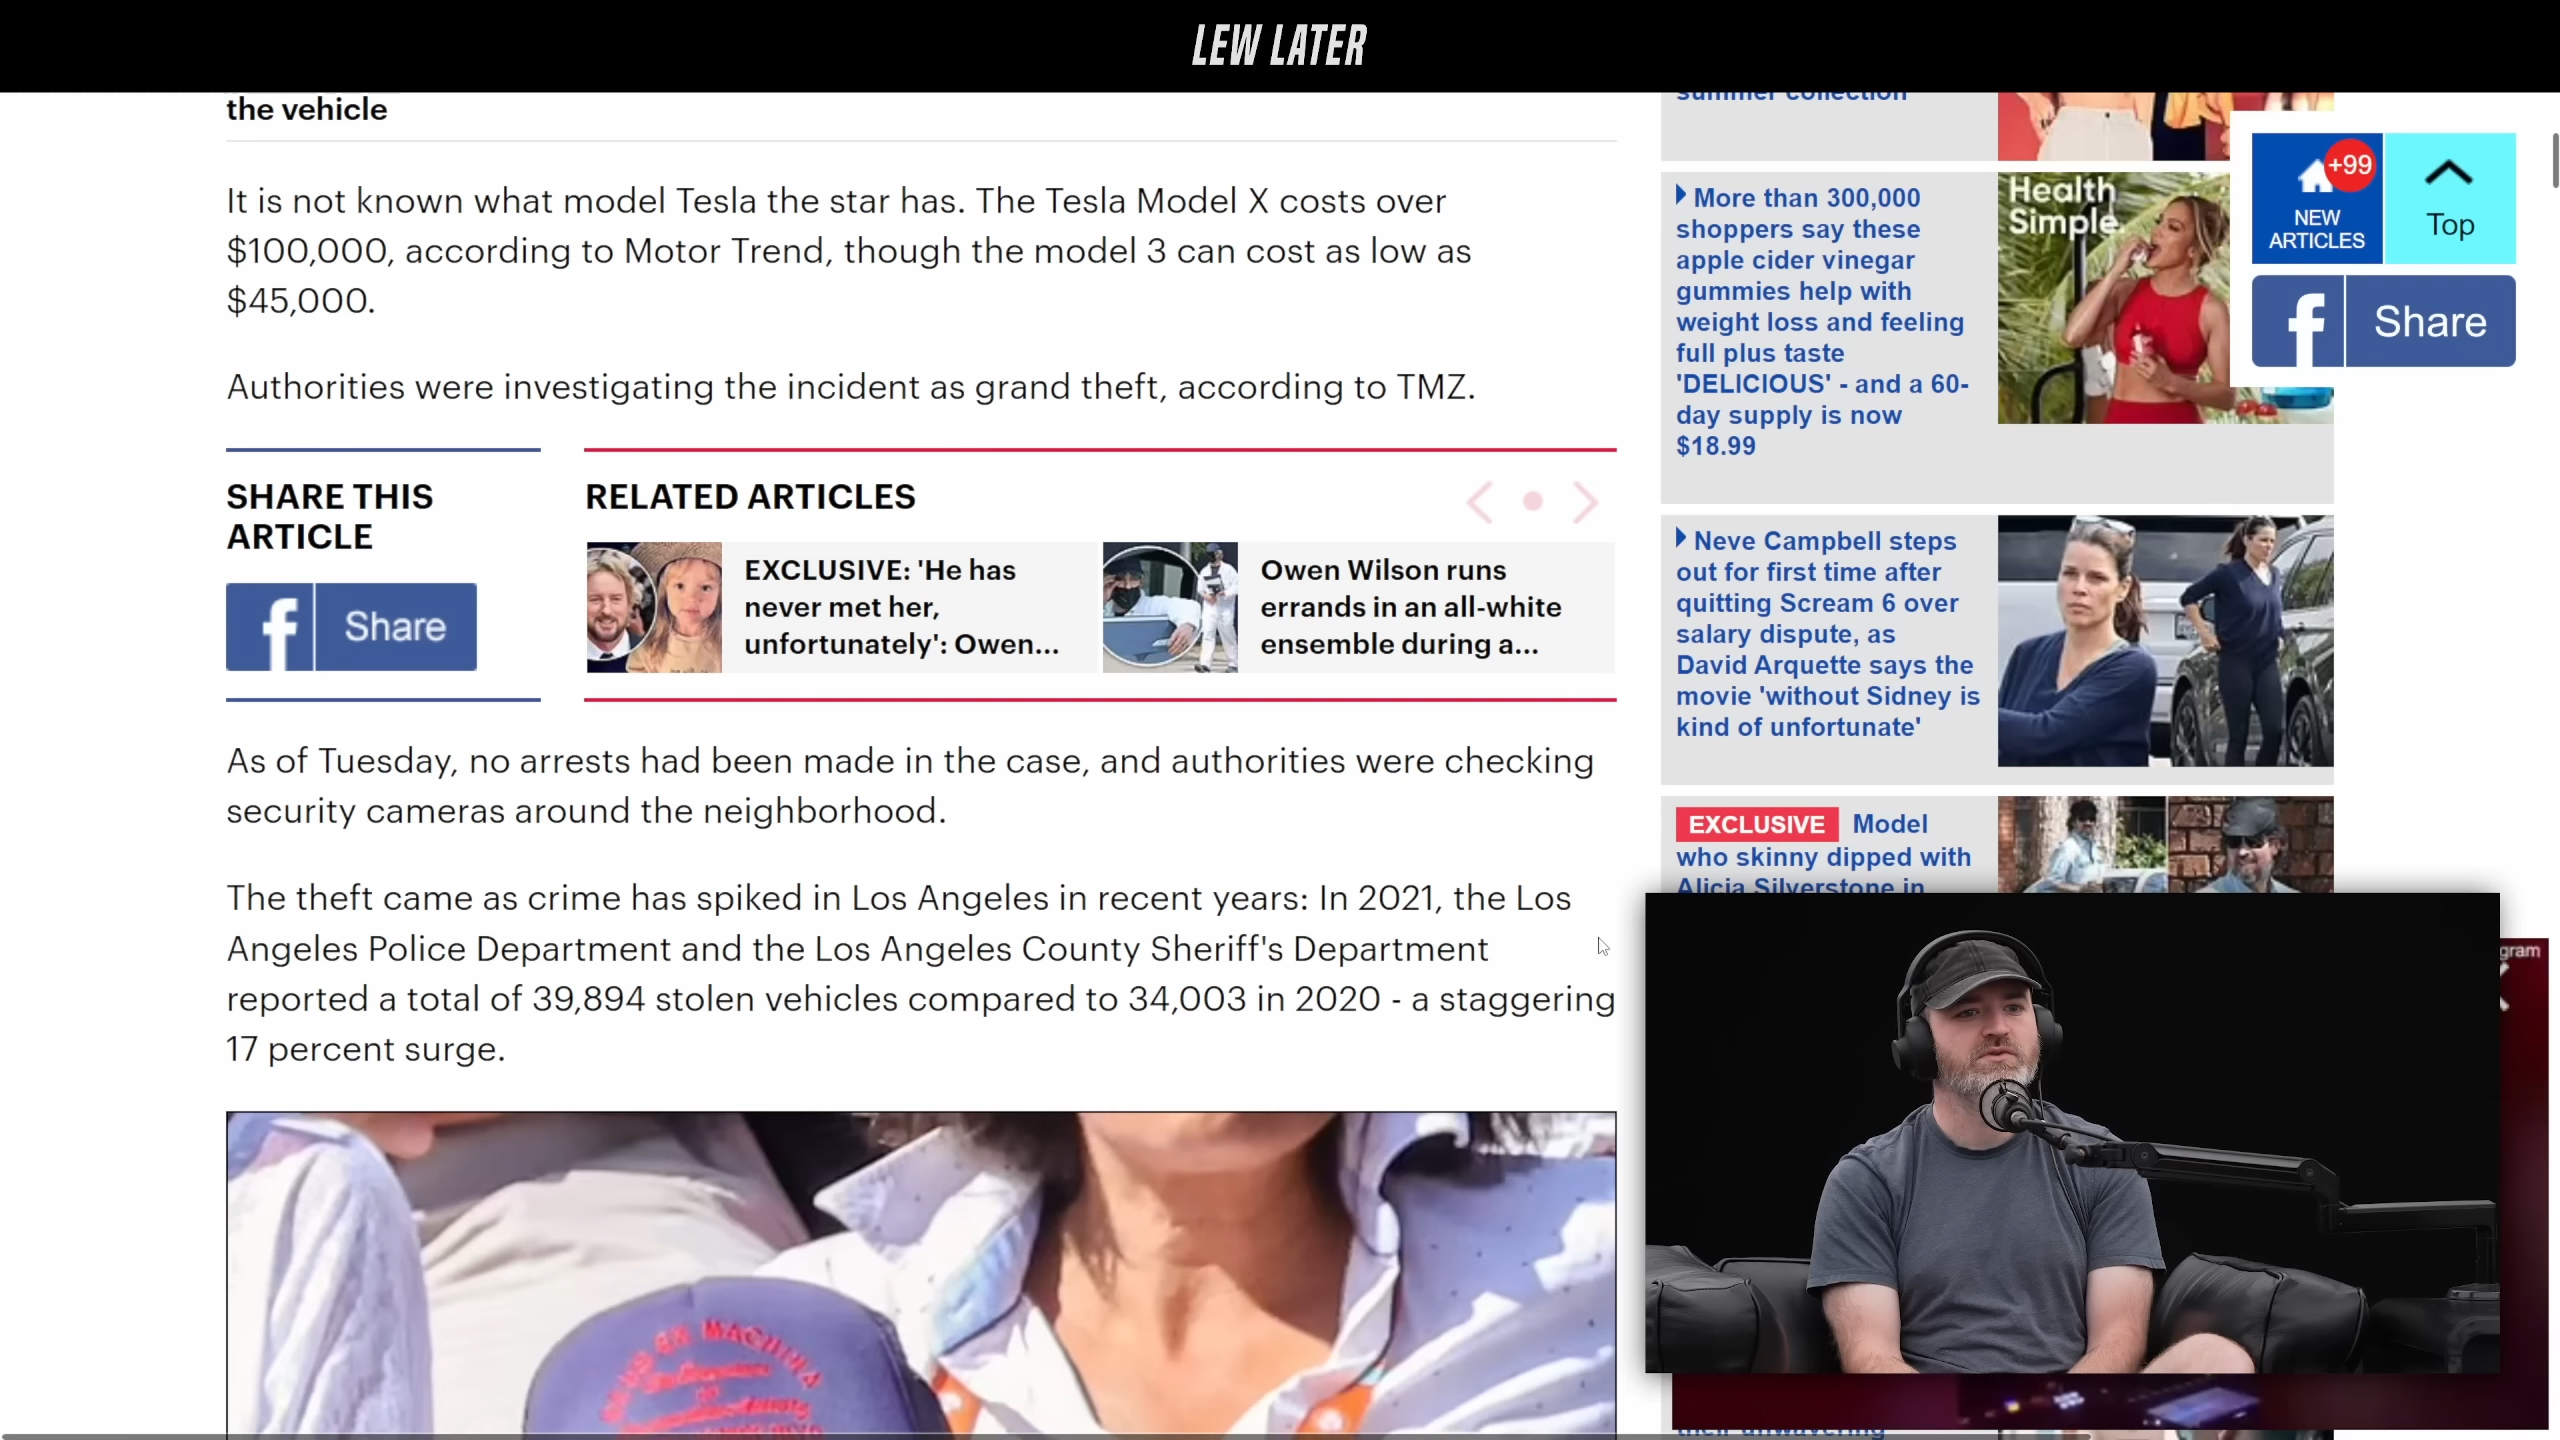 LEW LATER
the vehicle
It is not known what model Tesla the star has. The Tesla Model X costs over
$100,000, according to Motor Trend, though the model 3 can cost as low as
$45,000.
Authorities were investigating the incident as grand theft, according to TMZ.
SHARE THIS
ARTICLE
Share
RELATED ARTICLES
EXCLUSIVE: 'He has
never met her,
unfortunately': Owen...
Owen Wilson runs
errands in an all-white
ensemble during a...
As of Tuesday, no arrests had been made in the case, and authorities were checking
security cameras around the neighborhood.
The theft came as crime has spiked in Los Angeles in recent years: In 2021, the Los
Angeles Police Department and the Los Angeles County Sheriff's Department
reported a total of 39,894 stolen vehicles compared to 34,003 in 2020 - a staggering
17 percent surge.
summer collection
More than 300,000
shoppers say these
apple cider vinegar
gummies help with
weight loss and feeling
full plus taste
'DELICIOUS' - and a 60-
day supply is now
$18.99
Health
Simple.
Neve Campbell steps
out for first time after
quitting Scream 6 over
salary dispute, as
David Arquette says the
movie 'without Sidney is
kind of unfortunate'
EXCLUSIVE Model
who skinny dipped with
Alicia Silverstone in
+99
NEW
ARTICLES
Top
Share
gram
their unwavering